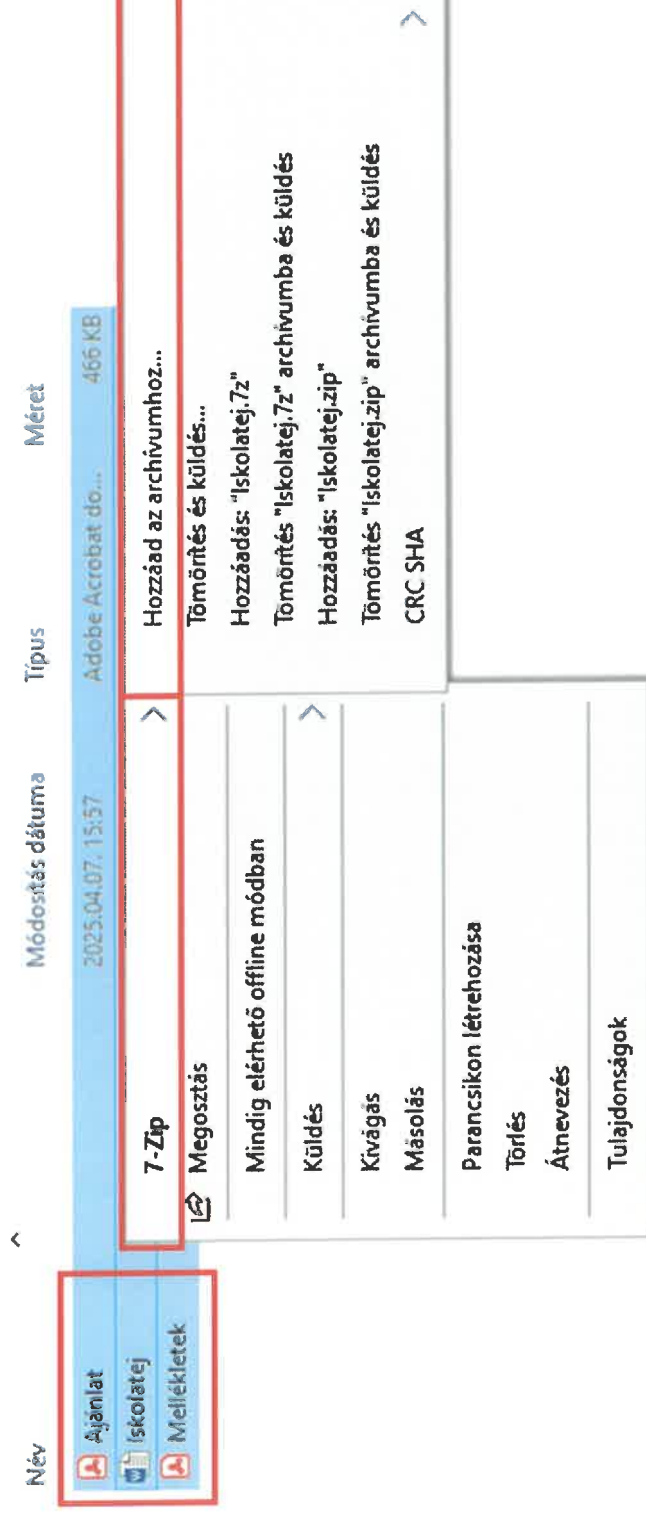 Név Módosítás dátuma Típus Méret
Ajánlat 2025.04.07. 15:57 Adobe Acrobat do... 466 KB
Iskolatej
Mellékletek
7-Zip
Megosztás
Mindig elérhető offline módban
Küldés
Kivágás
Másolás
Parancsikon létrehozása
Törlés
Átnevezés
Tulajdonságok
Hozzáad az archívumhoz...
Tömörítés és küldés...
Hozzáadás: "Iskolatej.7z"
Tömörítés "Iskolatej.7z" archívumba és küldés
Hozzáadás: "Iskolatej.zip"
Tömörítés "Iskolatej.zip" archívumba és küldés
CRC SHA